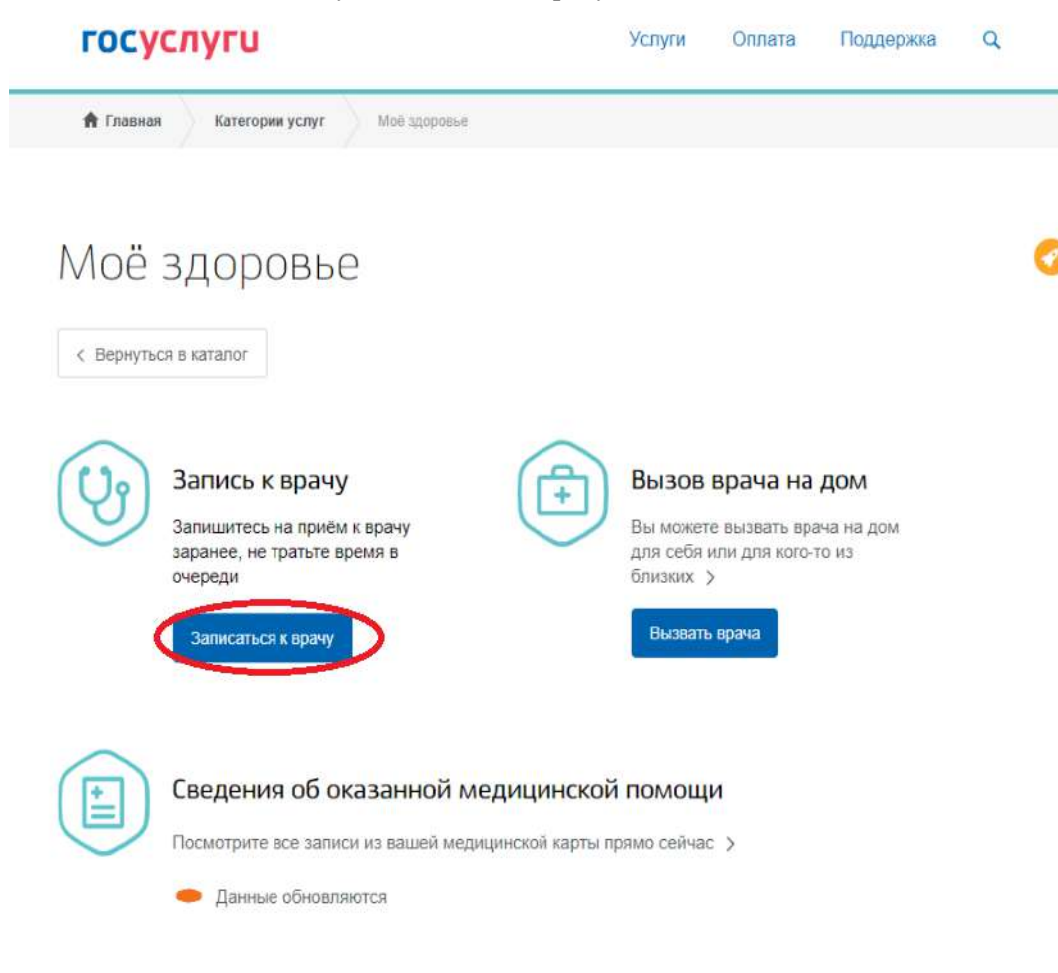 госуслуги
Услуги Оплата Поддержка
Главная Категории услуг Моё здоровье
Моё здоровье
< Вернуться в каталог
Запись к врачу
Запишитесь на приём к врачу
заранее, не тратьте время в
очереди
Записаться к врачу
Вызов врача на дом
Вы можете вызвать врача на дом
для себя или для кого-то из
близких >
Вызвать врача
Сведения об оказанной медицинской помощи
Посмотрите все записи из вашей медицинской карты прямо сейчас >
Данные обновляются